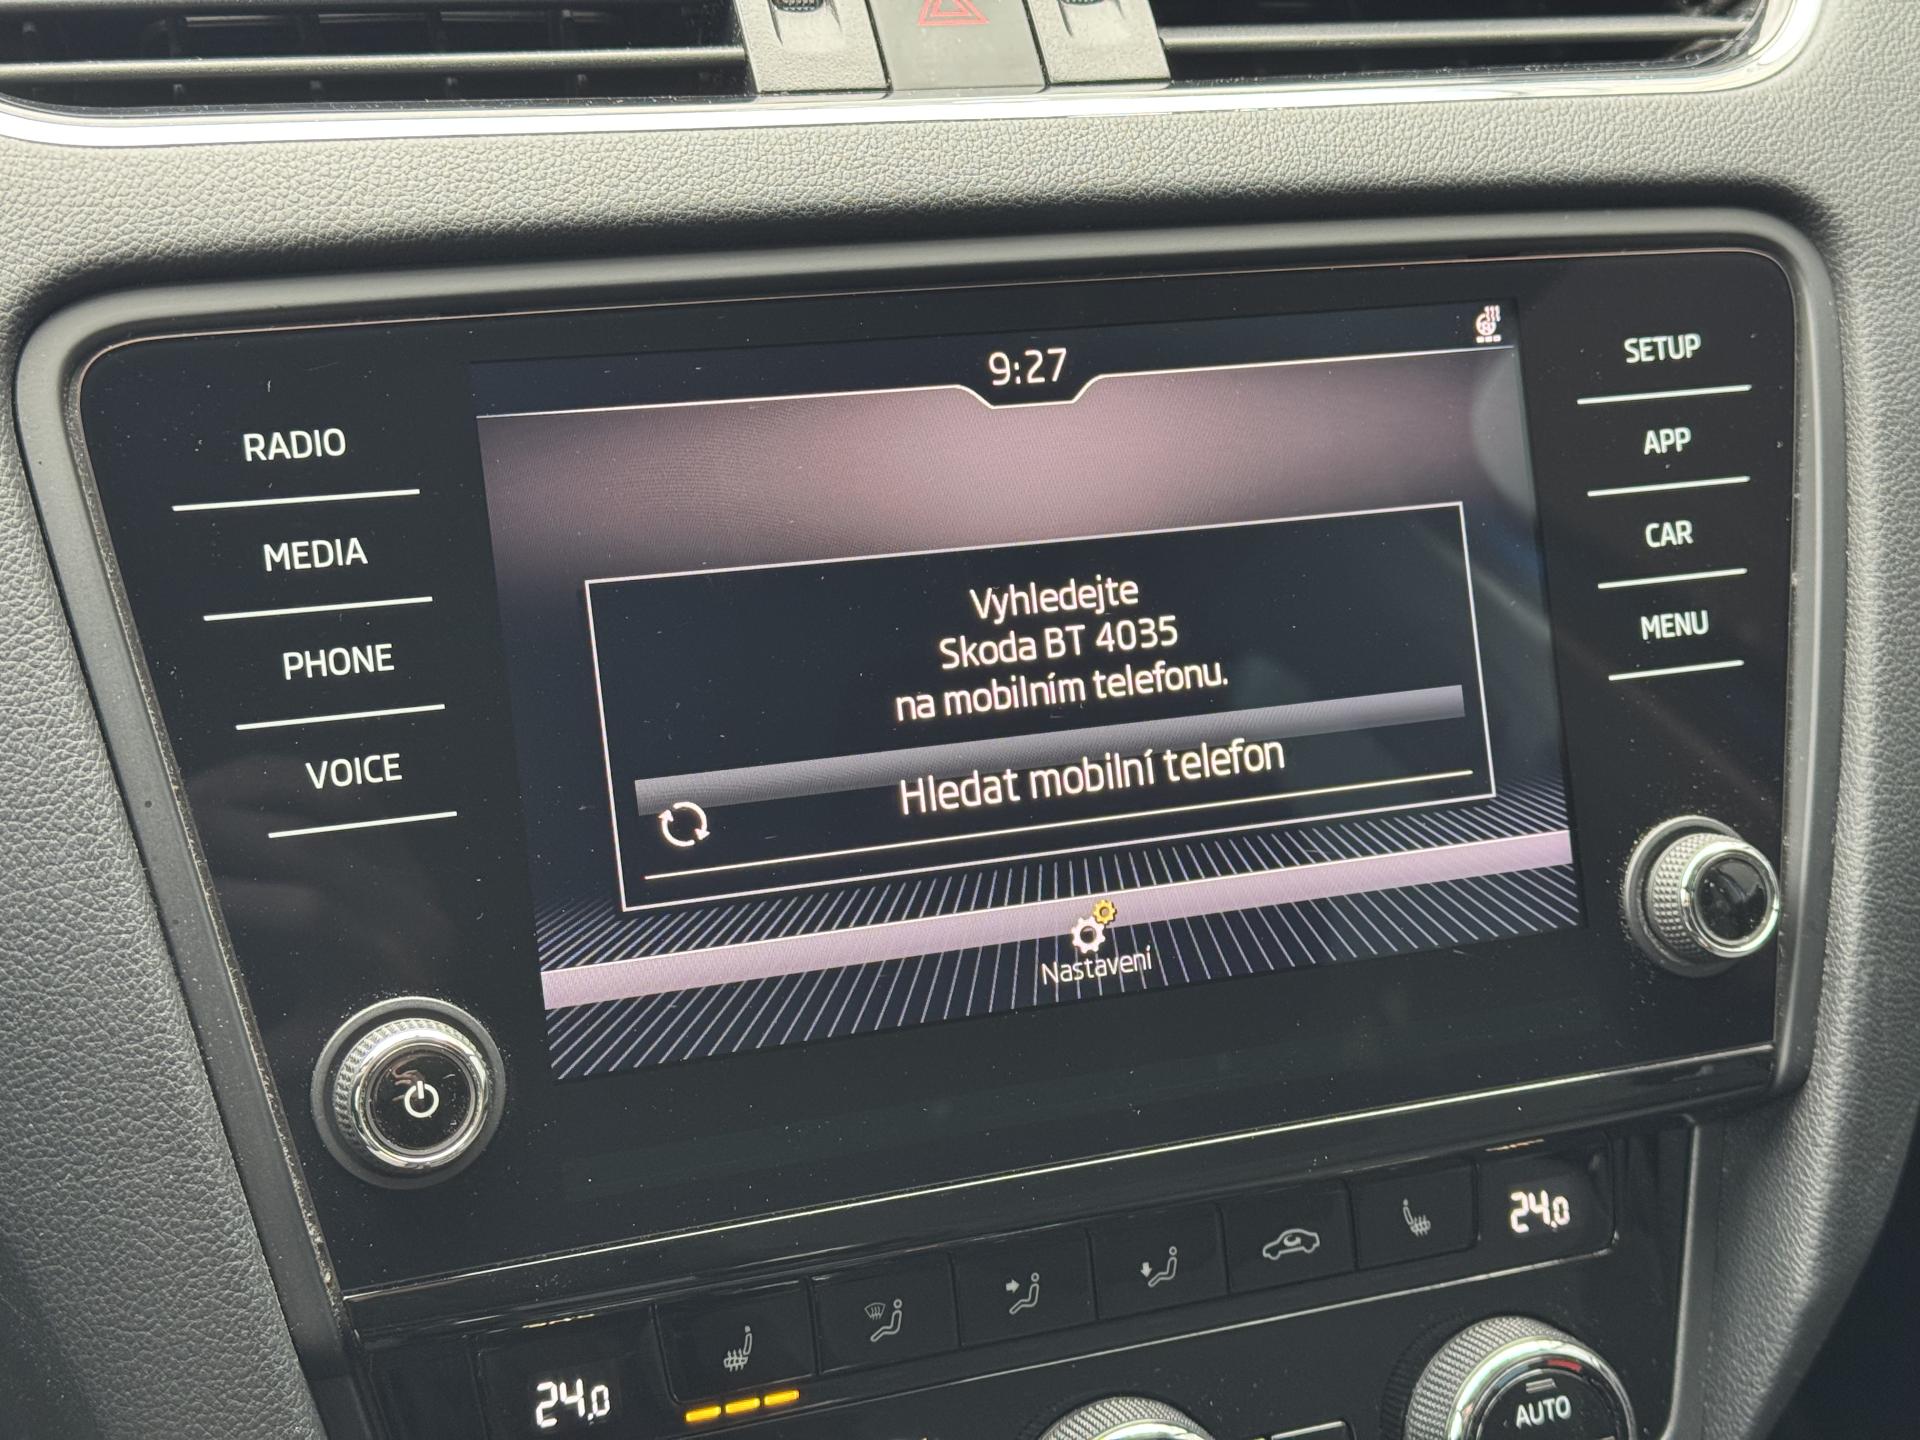 9:27
RADIO
MEDIA
PHONE
VOICE
Vyhledejte
Skoda BT 4035
na mobilním telefonu.
Hledat mobilní telefon
Nastavení
SETUP
APP
CAR
MENU
24.0
24.0
AUTO